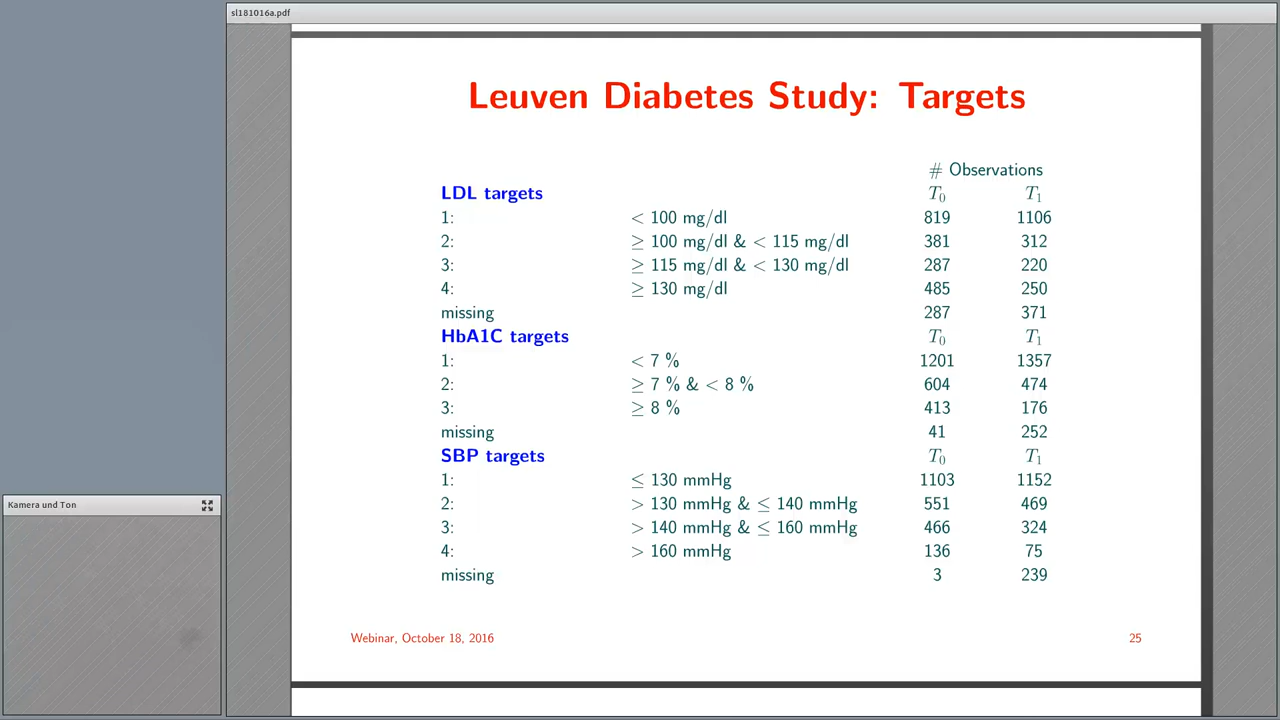 sl181016a.pdf
Leuven Diabetes Study: Targets
# Observations
LDL targets T0 T1
1: < 100 mg/dl 819 1106
2: ≥ 100 mg/dl & < 115 mg/dl 381 312
3: ≥ 115 mg/dl & < 130 mg/dl 287 220
4: ≥ 130 mg/dl 485 250
missing 287 371
HbA1C targets T0 T1
1: < 7 % 1201 1357
2: ≥ 7 % & < 8 % 604 474
3: ≥ 8 % 413 176
missing 41 252
SBP targets T0 T1
1: ≤ 130 mmHg 1103 1152
2: > 130 mmHg & ≤ 140 mmHg 551 469
3: > 140 mmHg & ≤ 160 mmHg 466 324
4: > 160 mmHg 136 75
missing 3 239
Webinar, October 18, 2016 25
Kamera und Ton